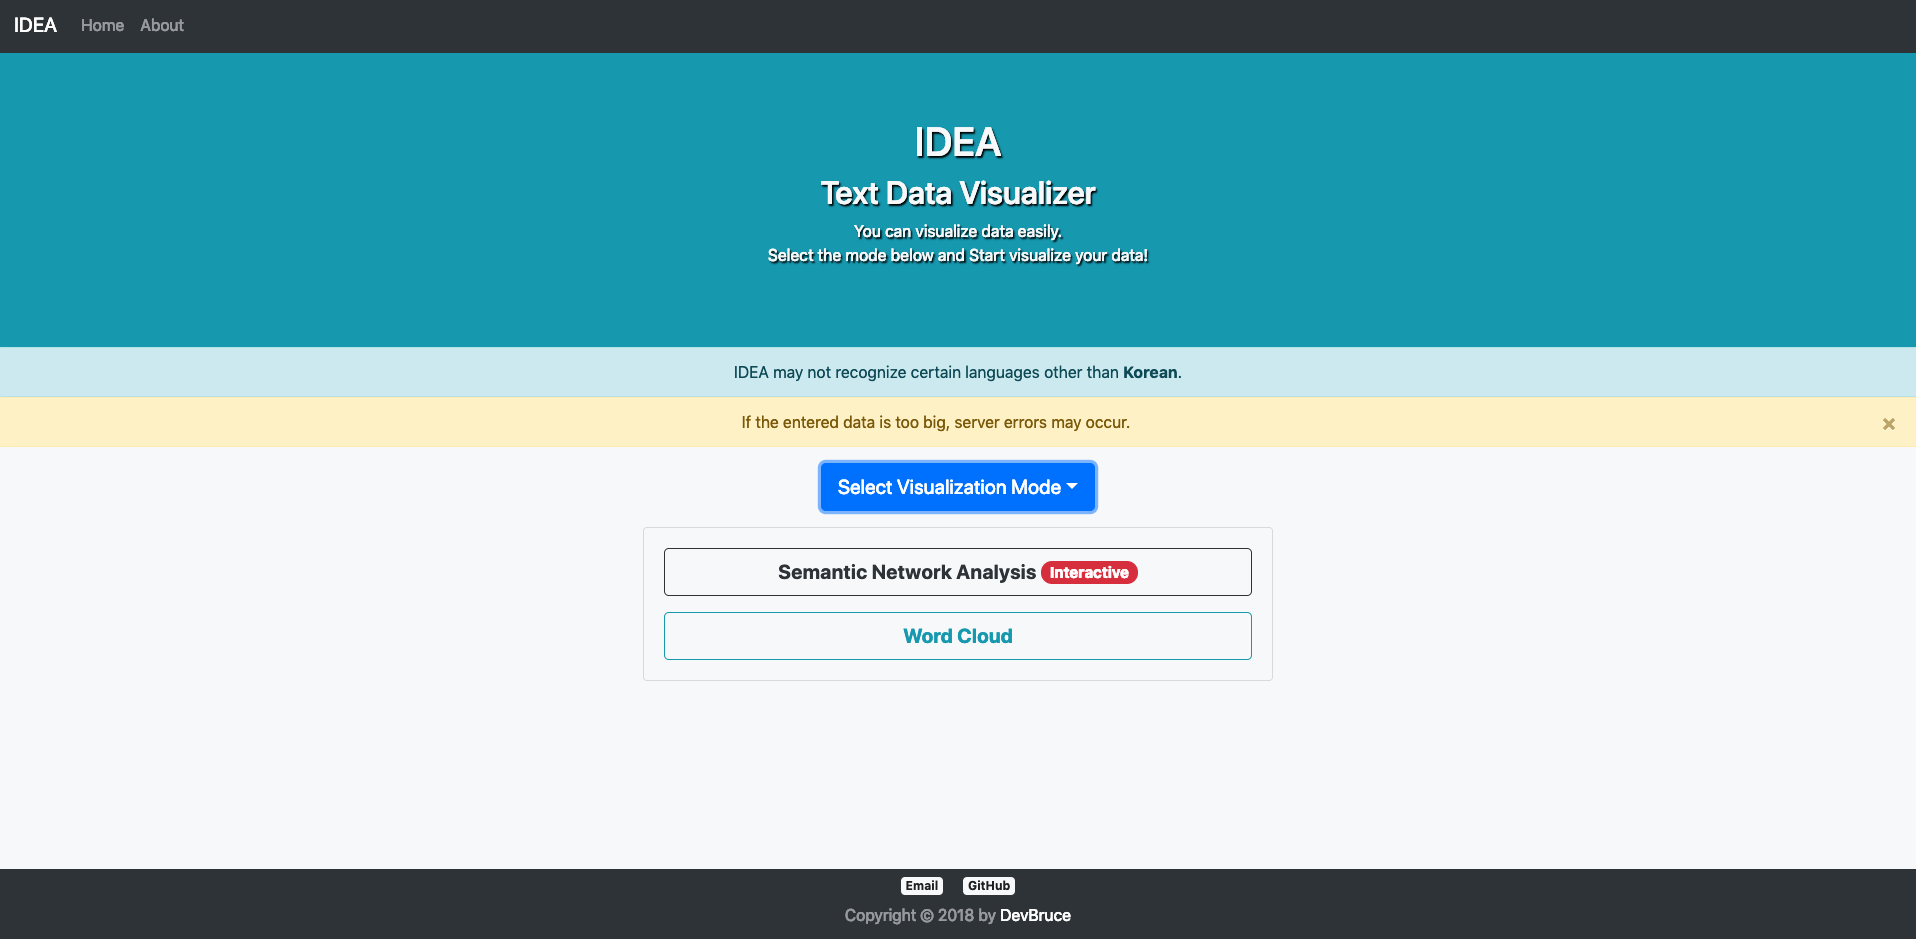 IDEA Home About
IDEA
Text Data Visualizer
You can visualize data easily.
Select the mode below and Start visualize your data!
IDEA may not recognize certain languages other than Korean.
If the entered data is too big, server errors may occur. ×
Select Visualization Mode
Semantic Network Analysis Interactive
Word Cloud
Email GitHub
Copyright © 2018 by DevBruce